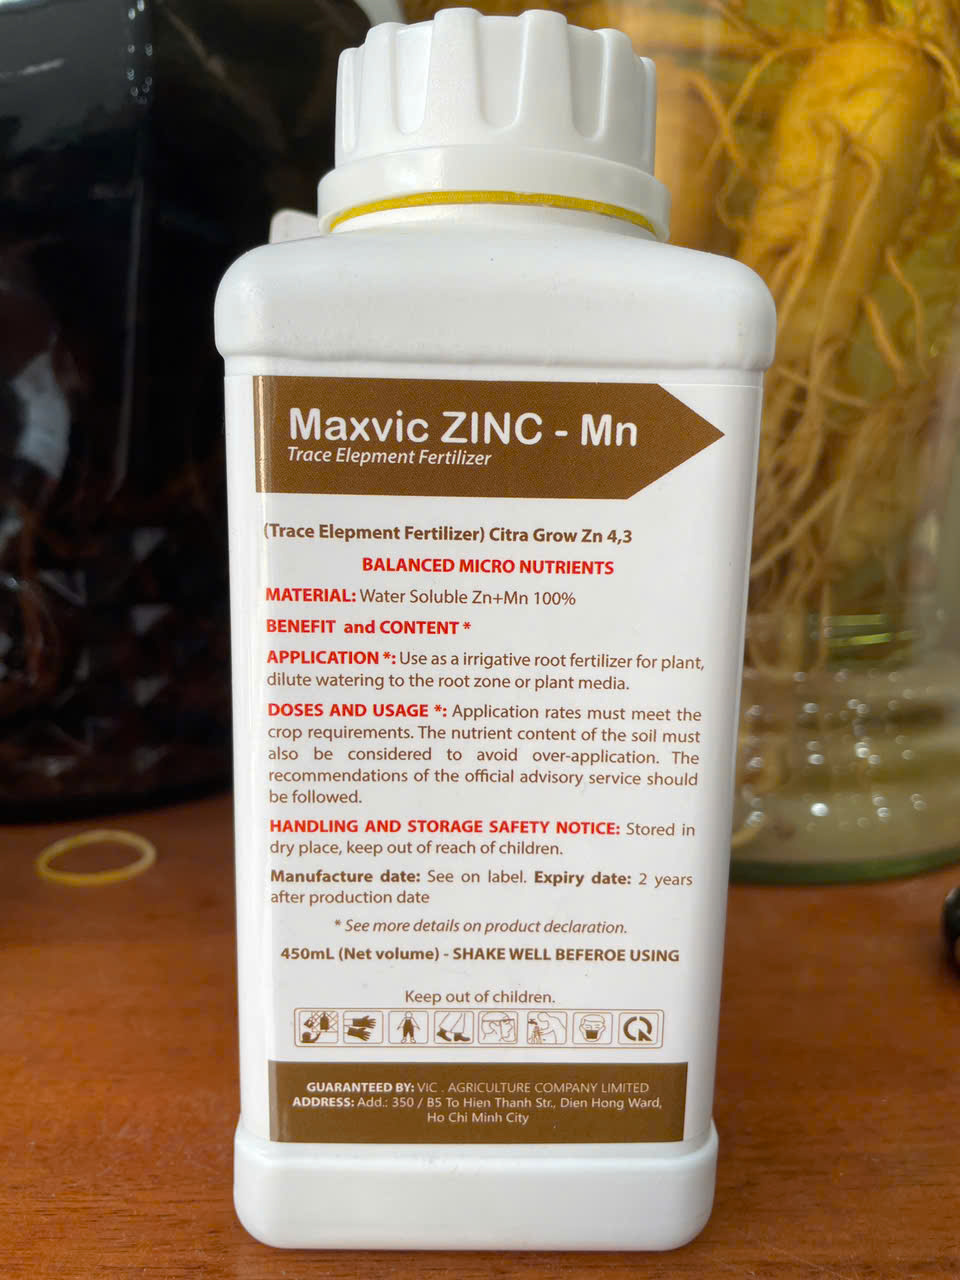 Maxvic ZINC - Mn
Trace Elepment Fertilizer
(Trace Elepment Fertilizer) Citra Grow Zn 4,3
BALANCED MICRO NUTRIENTS
MATERIAL: Water Soluble Zn+Mn 100%
BENEFIT and CONTENT *
APPLICATION *: Use as a irrigative root fertilizer for plant,
dilute watering to the root zone or plant media.
DOSES AND USAGE *: Application rates must meet the
crop requirements. The nutrient content of the soil must
also be considered to avoid over-application. The
recommendations of the official advisory service should
be followed.
HANDLING AND STORAGE SAFETY NOTICE: Stored in
dry place, keep out of reach of children.
Manufacture date: See on label. Expiry date: 2 years
after production date
* See more details on product declaration.
450mL (Net volume) - SHAKE WELL BEFEROE USING
Keep out of children.
GUARANTEED BY: VIC . AGRICULTURE COMPANY LIMITED
ADDRESS: Add.: 350 / B5 To Hien Thanh Str., Dien Hong Ward,
Ho Chi Minh City